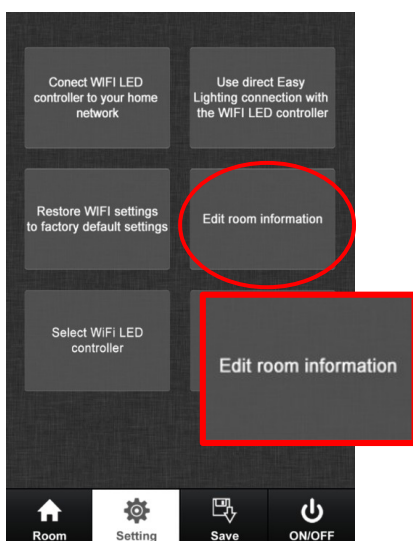 Conect WIFI LED
controller to your home
network
Use direct Easy
Lighting connection with
the WIFI LED controller
Restore WIFI settings
to factory default settings
Edit room information
Select WiFi LED
controller
Edit room information
Room
Setting
Save
ON/OFF